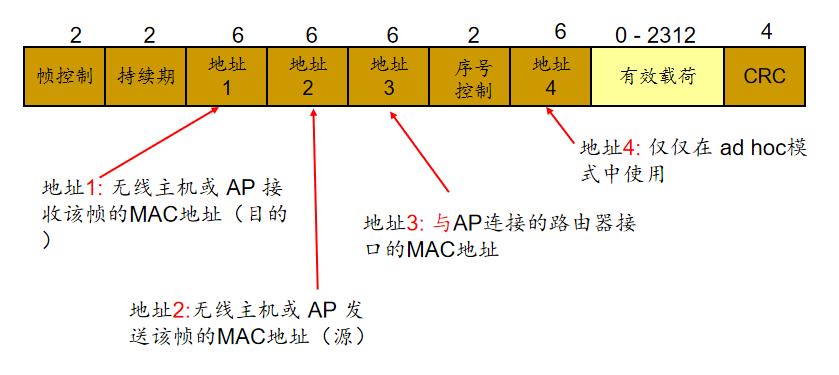 2 2 6 6 6 2 6 0 - 2312 4
帧控制 持续期 地址1 地址2 地址3 序号控制 地址4 有效载荷 CRC
地址4: 仅仅在 ad hoc模
式中使用
地址1: 无线主机或 AP 接
收该帧的MAC地址（目的
）
地址3: 与AP连接的路由器接
口的MAC地址
地址2:无线主机或 AP 发
送该帧的MAC地址（源）